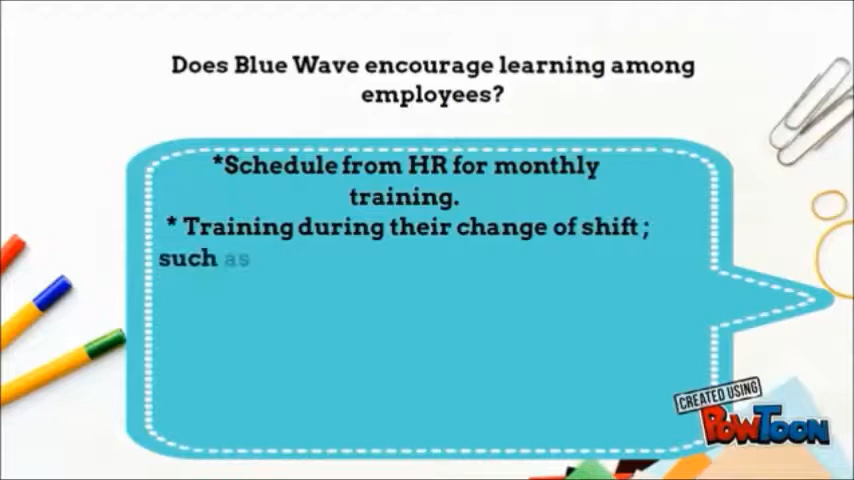 Does Blue Wave encourage learning among
employees?
*Schedule from HR for monthly
training.
* Training during their change of shift ;
such as
CREATED USING
POWTOON